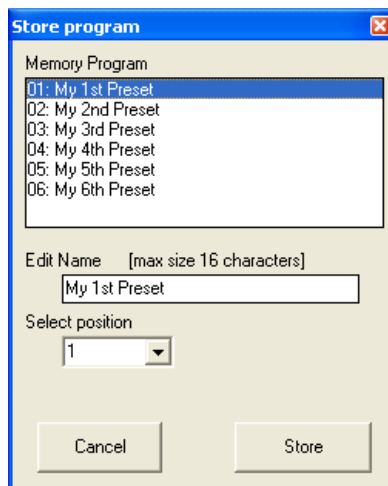 Store program
Memory Program
01: My 1st Preset
02: My 2nd Preset
03: My 3rd Preset
04: My 4th Preset
05: My 5th Preset
06: My 6th Preset
Edit Name [max size 16 characters]
My 1st Preset
Select position
1
Cancel Store